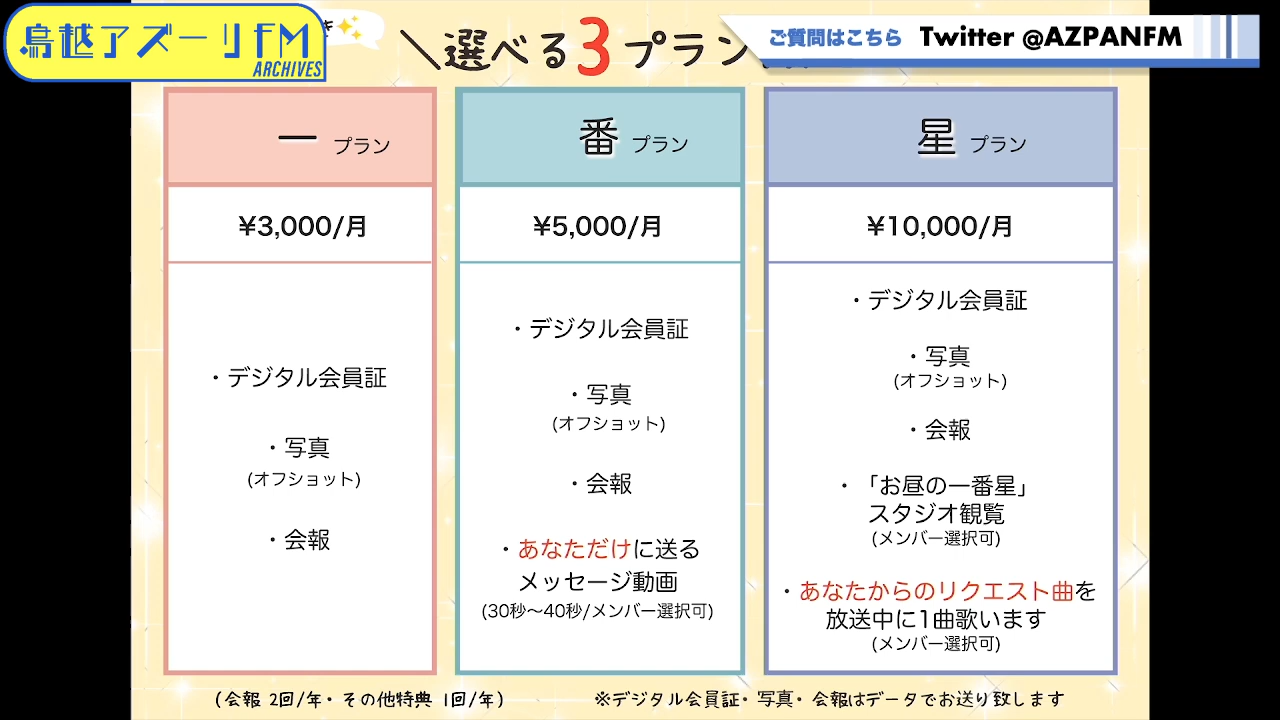 鳥越アズーリFM
ARCHIVES
き
＼選べる3プラン
ご質問はこちら Twitter @AZPANFM
一 プラン
¥3,000/月
・デジタル会員証
・写真
(オフショット)
・会報
番 プラン
¥5,000/月
・デジタル会員証
・写真
(オフショット)
・会報
・あなただけに送る
メッセージ動画
(30秒〜40秒/メンバー選択可)
星 プラン
¥10,000/月
・デジタル会員証
・写真
(オフショット)
・会報
・「お昼の一番星」
スタジオ観覧
(メンバー選択可)
・あなたからのリクエスト曲を
放送中に1曲歌います
(メンバー選択可)
(会報 2回/年・その他特典 1回/年)
※デジタル会員証・写真・会報はデータでお送り致します